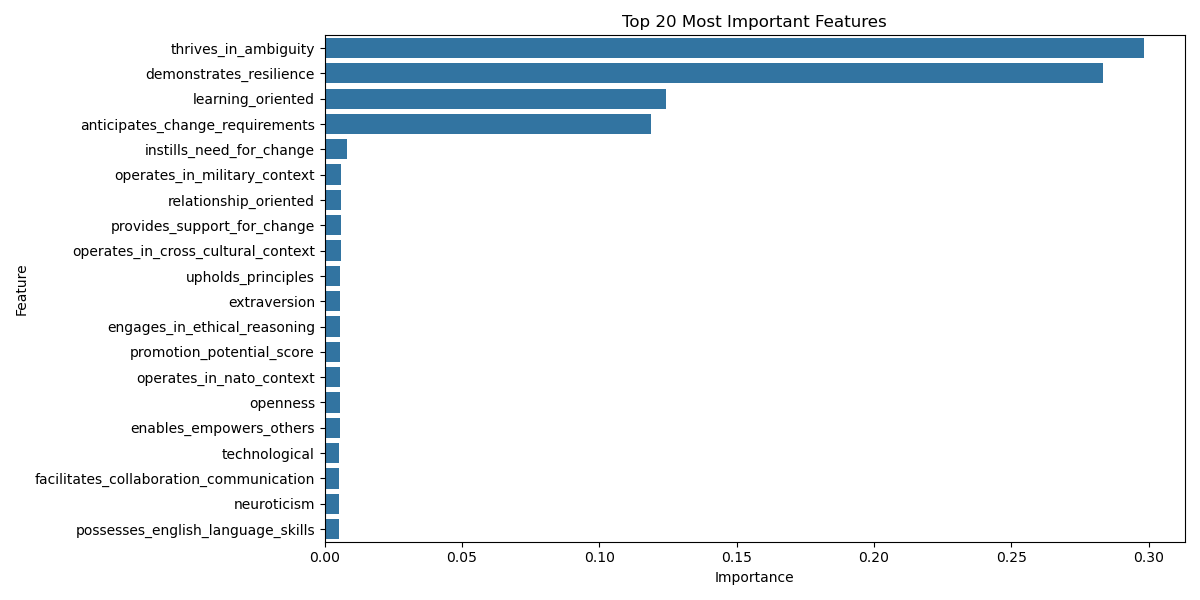 Top 20 Most Important Features
thrives_in_ambiguity
demonstrates_resilience
learning_oriented
anticipates_change_requirements
instills_need_for_change
operates_in_military_context
relationship_oriented
provides_support_for_change
operates_in_cross_cultural_context
upholds_principles
extraversion
engages_in_ethical_reasoning
promotion_potential_score
operates_in_nato_context
openness
enables_empowers_others
technological
facilitates_collaboration_communication
neuroticism
possesses_english_language_skills
Feature
0.00 0.05 0.10 0.15 0.20 0.25 0.30
Importance